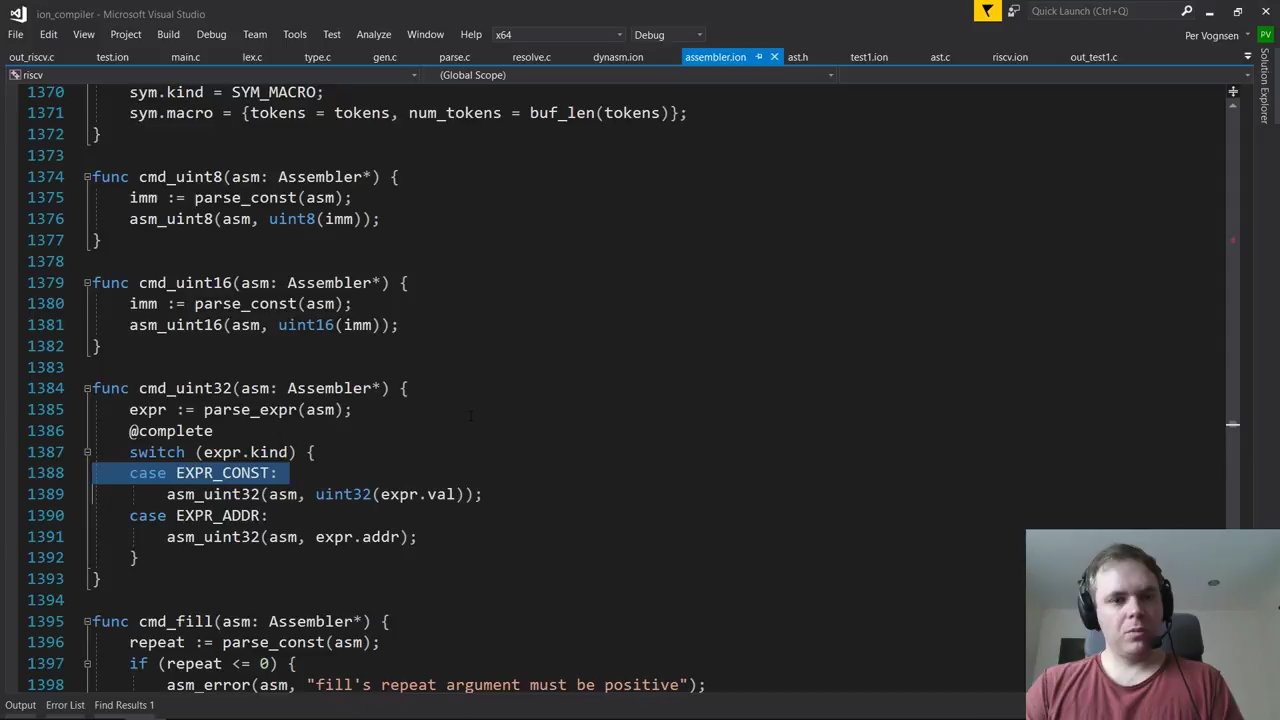 ion_compiler - Microsoft Visual Studio
Quick Launch (Ctrl+Q)
File Edit View Project Build Debug Team Tools Test Analyze Window Help x64 Debug Per Vognsen PV
out_riscv.c test.ion main.c lex.c type.c gen.c parse.c resolve.c dynasm.ion assembler.ion ast.h test1.ion ast.c riscv.ion out_test1.c
riscv (Global Scope)
Solution Explorer
1370 sym.kind = SYM_MACRO;
1371 sym.macro = {tokens = tokens, num_tokens = buf_len(tokens)};
1372 }
1373
1374 func cmd_uint8(asm: Assembler*) {
1375 imm := parse_const(asm);
1376 asm_uint8(asm, uint8(imm));
1377 }
1378
1379 func cmd_uint16(asm: Assembler*) {
1380 imm := parse_const(asm);
1381 asm_uint16(asm, uint16(imm));
1382 }
1383
1384 func cmd_uint32(asm: Assembler*) {
1385 expr := parse_expr(asm);
1386 @complete
1387 switch (expr.kind) {
1388 case EXPR_CONST:
1389 asm_uint32(asm, uint32(expr.val));
1390 case EXPR_ADDR:
1391 asm_uint32(asm, expr.addr);
1392 }
1393 }
1394
1395 func cmd_fill(asm: Assembler*) {
1396 repeat := parse_const(asm);
1397 if (repeat <= 0) {
1398 asm_error(asm, "fill's repeat argument must be positive");
Output Error List Find Results 1